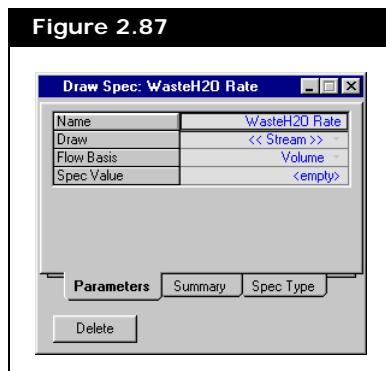 Figure 2.87
Draw Spec: WasteH2O Rate
Name WasteH2O Rate
Draw << Stream >>
Flow Basis Volume
Spec Value <empty>
Parameters Summary Spec Type
Delete